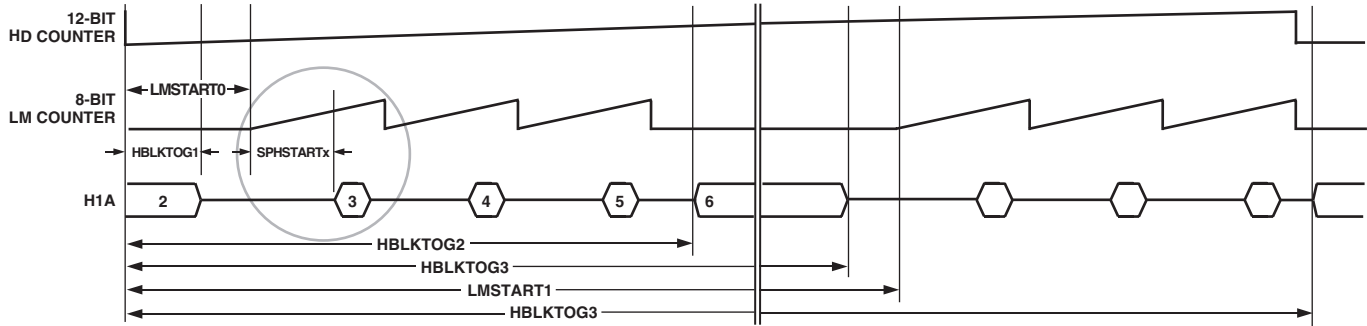 12-BIT
HD COUNTER
LMSTART0
8-BIT
LM COUNTER
HBLKTOG1
SPHSTARTx
H1A
2
3
4
5
6
HBLKTOG2
HBLKTOG3
LMSTART1
HBLKTOG3